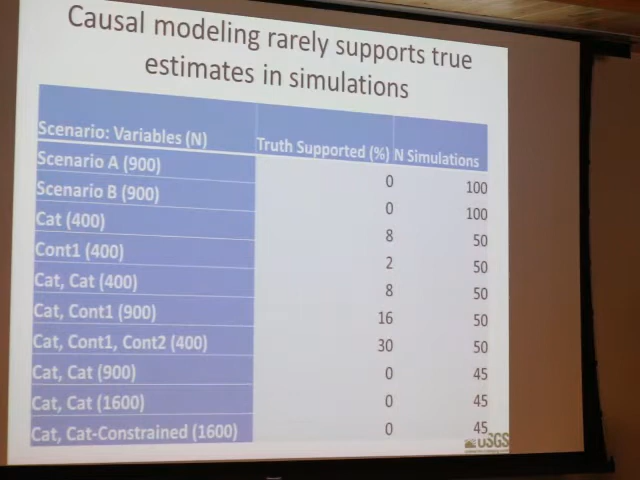 Causal modeling rarely supports true
estimates in simulations
Scenario: Variables (N) Truth Supported (%) N Simulations
Scenario A (900) 0 100
Scenario B (900) 0 100
Cat (400) 8 50
Cont1 (400) 2 50
Cat, Cat (400) 8 50
Cat, Cont1 (900) 16 50
Cat, Cont1, Cont2 (400) 30 50
Cat, Cat (900) 0 45
Cat, Cat (1600) 0 45
Cat, Cat-Constrained (1600) 0 45
USGS